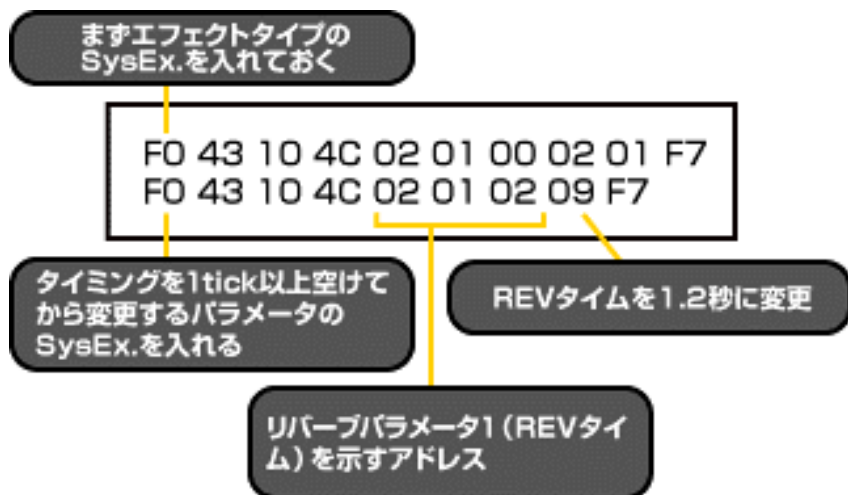 まずエフェクトタイプの
SysEx.を入れておく
F0 43 10 4C 02 01 00 02 01 F7
F0 43 10 4C 02 01 02 09 F7
タイミングを1tick以上空けて
から変更するパラメータの
SysEx.を入れる
REVタイムを1.2秒に変更
リバーブパラメータ1（REVタイ
ム）を示すアドレス